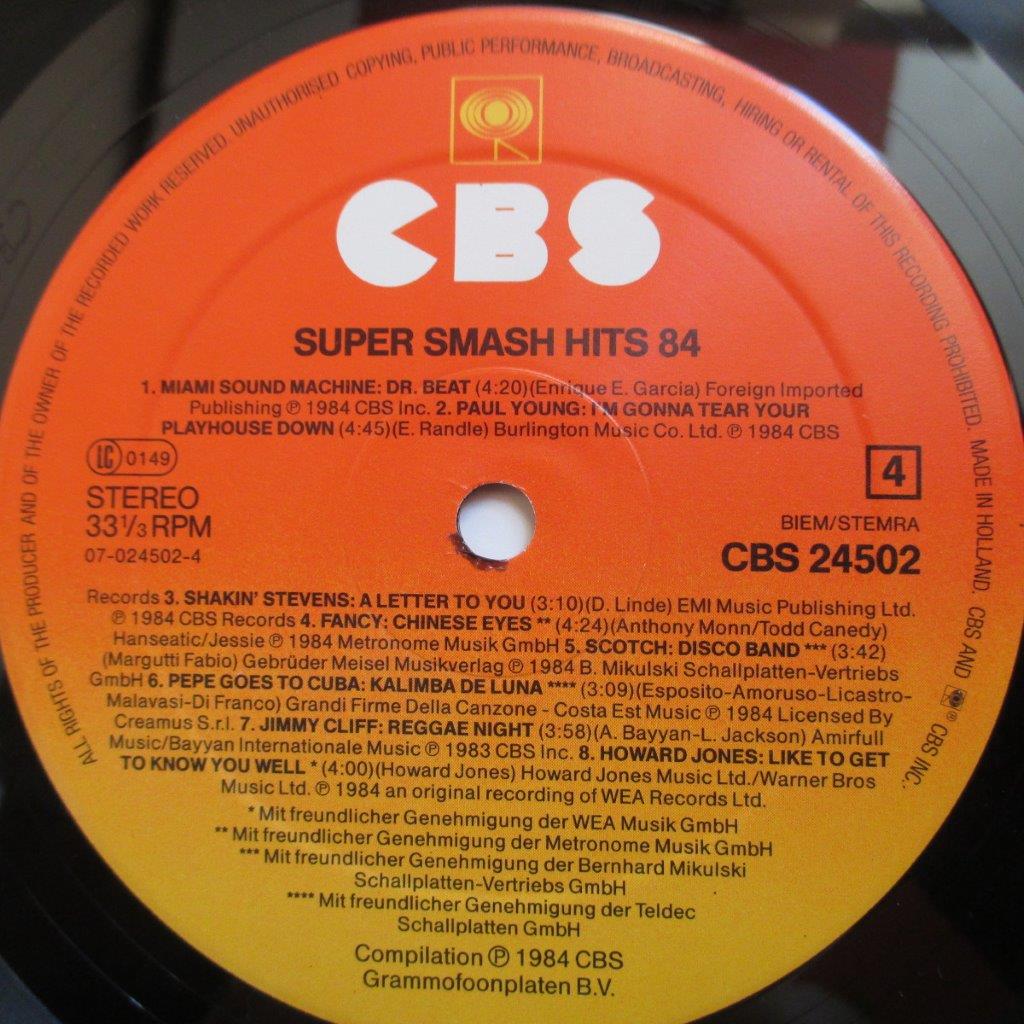 ALL RIGHTS OF THE PRODUCER AND OF THE OWNER OF THE RECORDED WORK RESERVED. UNAUTHORISED COPYING, PUBLIC PERFORMANCE, BROADCASTING, HIRING OR RENTAL OF THIS RECORDING PROHIBITED. MADE IN HOLLAND. CBS AND ® CBS INC.
CBS
SUPER SMASH HITS 84
1. MIAMI SOUND MACHINE: DR. BEAT (4:20)(Enrique E. Garcia) Foreign Imported
Publishing ℗ 1984 CBS Inc. 2. PAUL YOUNG: I'M GONNA TEAR YOUR
PLAYHOUSE DOWN (4:45)(E. Randle) Burlington Music Co. Ltd. ℗ 1984 CBS
LC 0149
STEREO
33 1/3 RPM
07-024502-4
4
BIEM/STEMRA
CBS 24502
Records 3. SHAKIN' STEVENS: A LETTER TO YOU (3:10)(D. Linde) EMI Music Publishing Ltd.
℗ 1984 CBS Records 4. FANCY: CHINESE EYES ** (4:24)(Anthony Monn/Todd Canedy)
Hanseatic/Jessie ℗ 1984 Metronome Musik GmbH 5. SCOTCH: DISCO BAND *** (3:42)
(Margutti Fabio) Gebrüder Meisel Musikverlag ℗ 1984 B. Mikulski Schallplatten-Vertriebs
GmbH 6. PEPE GOES TO CUBA: KALIMBA DE LUNA **** (3:09)(Esposito-Amoruso-Licastro-
Malavasi-Di Franco) Grandi Firme Della Canzone - Costa Est Music ℗ 1984 Licensed By
Creamus S.r.l. 7. JIMMY CLIFF: REGGAE NIGHT (3:58)(A. Bayyan-L. Jackson) Amirfull
Music/Bayyan Internationale Music ℗ 1983 CBS Inc. 8. HOWARD JONES: LIKE TO GET
TO KNOW YOU WELL * (4:00)(Howard Jones) Howard Jones Music Ltd./Warner Bros
Music Ltd. ℗ 1984 an original recording of WEA Records Ltd.
* Mit freundlicher Genehmigung der WEA Musik GmbH
** Mit freundlicher Genehmigung der Metronome Musik GmbH
*** Mit freundlicher Genehmigung der Bernhard Mikulski
Schallplatten-Vertriebs GmbH
**** Mit freundlicher Genehmigung der Teldec
Schallplatten GmbH
Compilation ℗ 1984 CBS
Grammofoonplaten B.V.